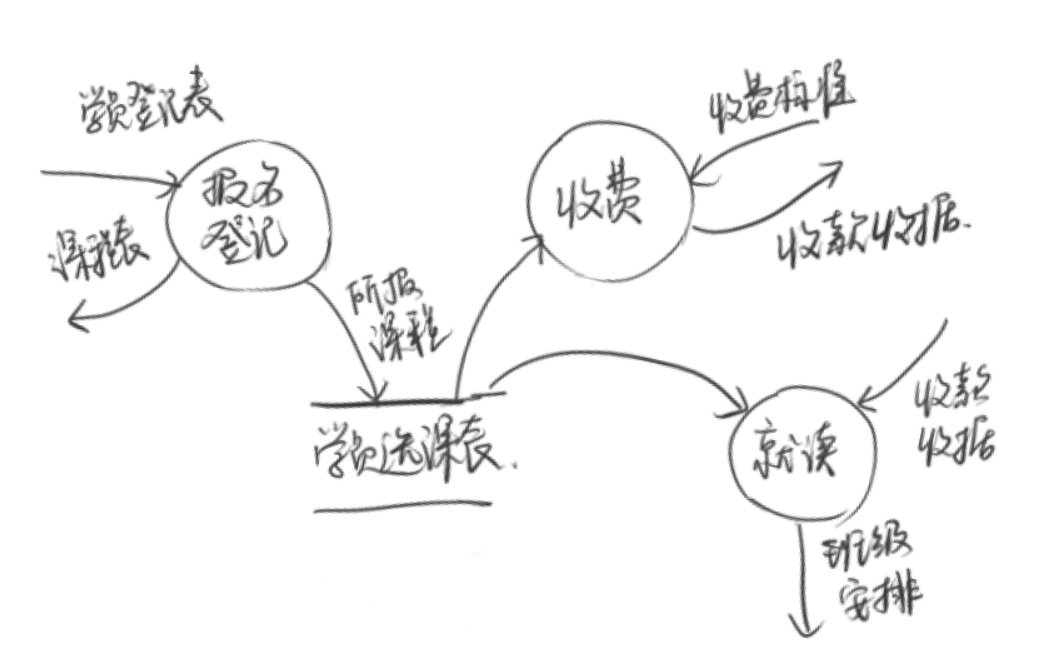 学员登记表
收费标准
报名
登记
收费
课程表
收款收据.
所报
课程
收款
收据
学员选课表.
就读
班级
安排